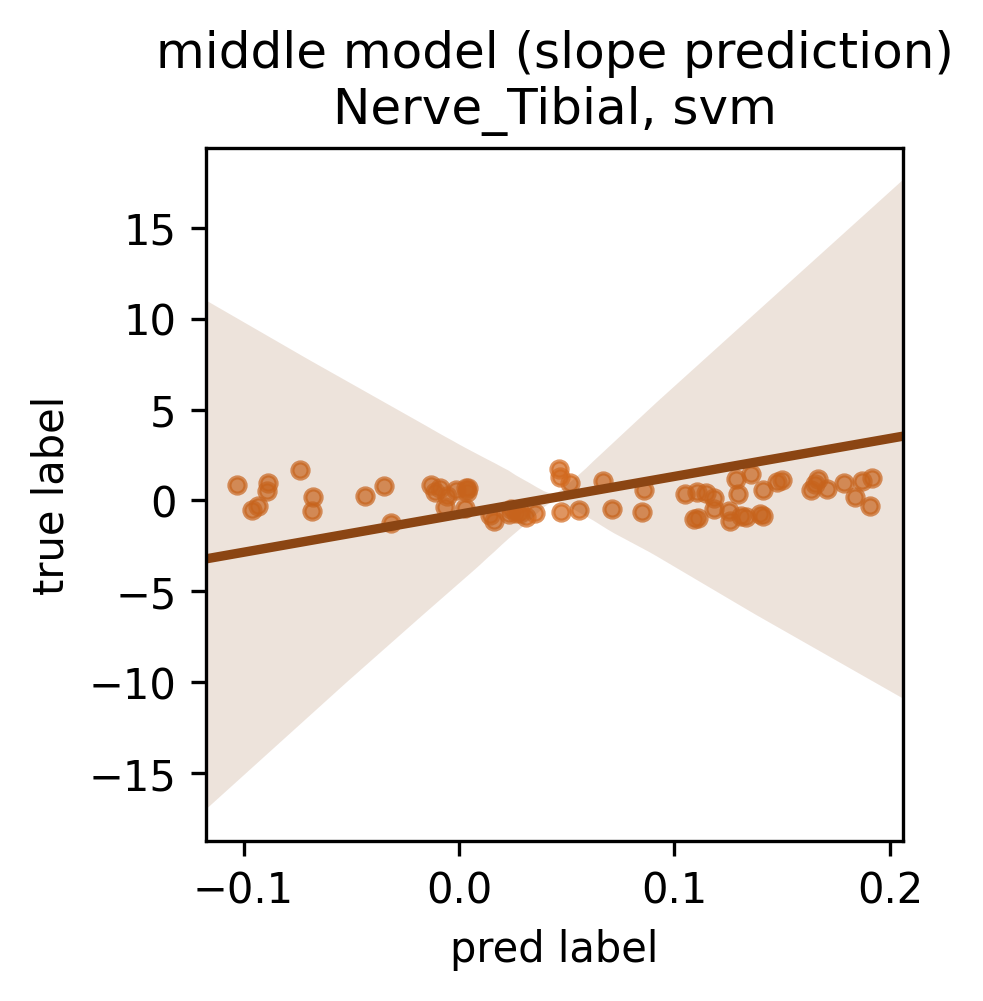 middle model (slope prediction)
Nerve_Tibial, svm
15
10
5
0
−5
−10
−15
true label
−0.1 0.0 0.1 0.2
pred label